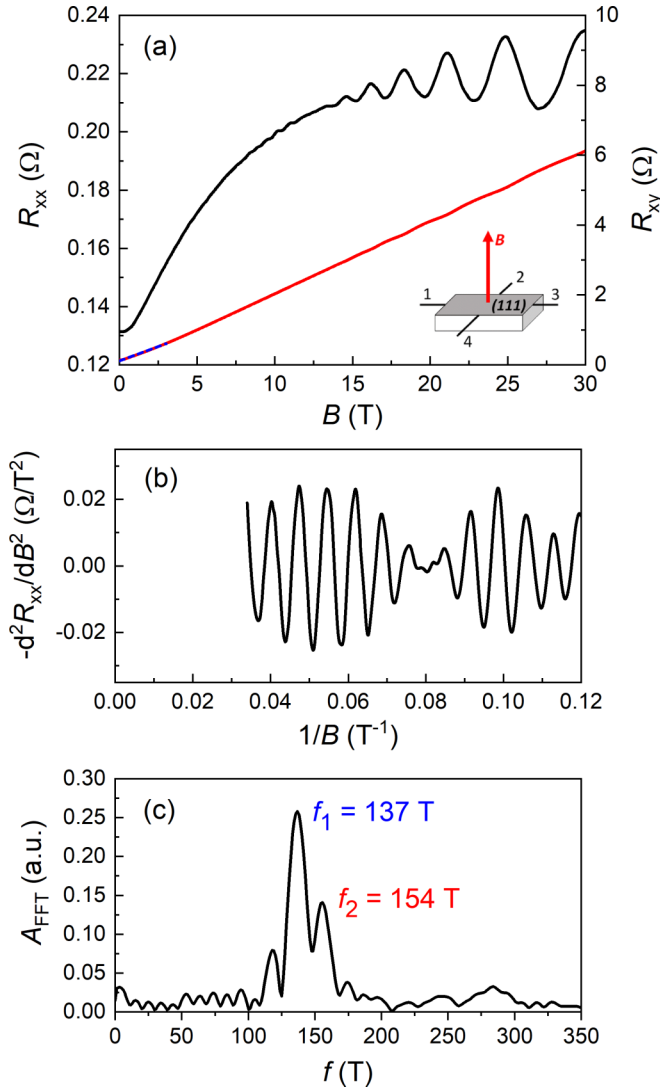 (a)
0.24
0.22
0.20
0.18
0.16
0.14
0.12
Rxx (Ω)
10
8
6
4
2
0
Rxy (Ω)
B
1
2
3
4
(111)
0 5 10 15 20 25 30
B (T)
(b)
0.02
0.00
-0.02
-d²Rxx/dB² (Ω/T²)
0.00 0.02 0.04 0.06 0.08 0.10 0.12
1/B (T⁻¹)
(c)
0.30
0.25
0.20
0.15
0.10
0.05
0.00
AFFT (a.u.)
f1 = 137 T
f2 = 154 T
0 50 100 150 200 250 300 350
f (T)